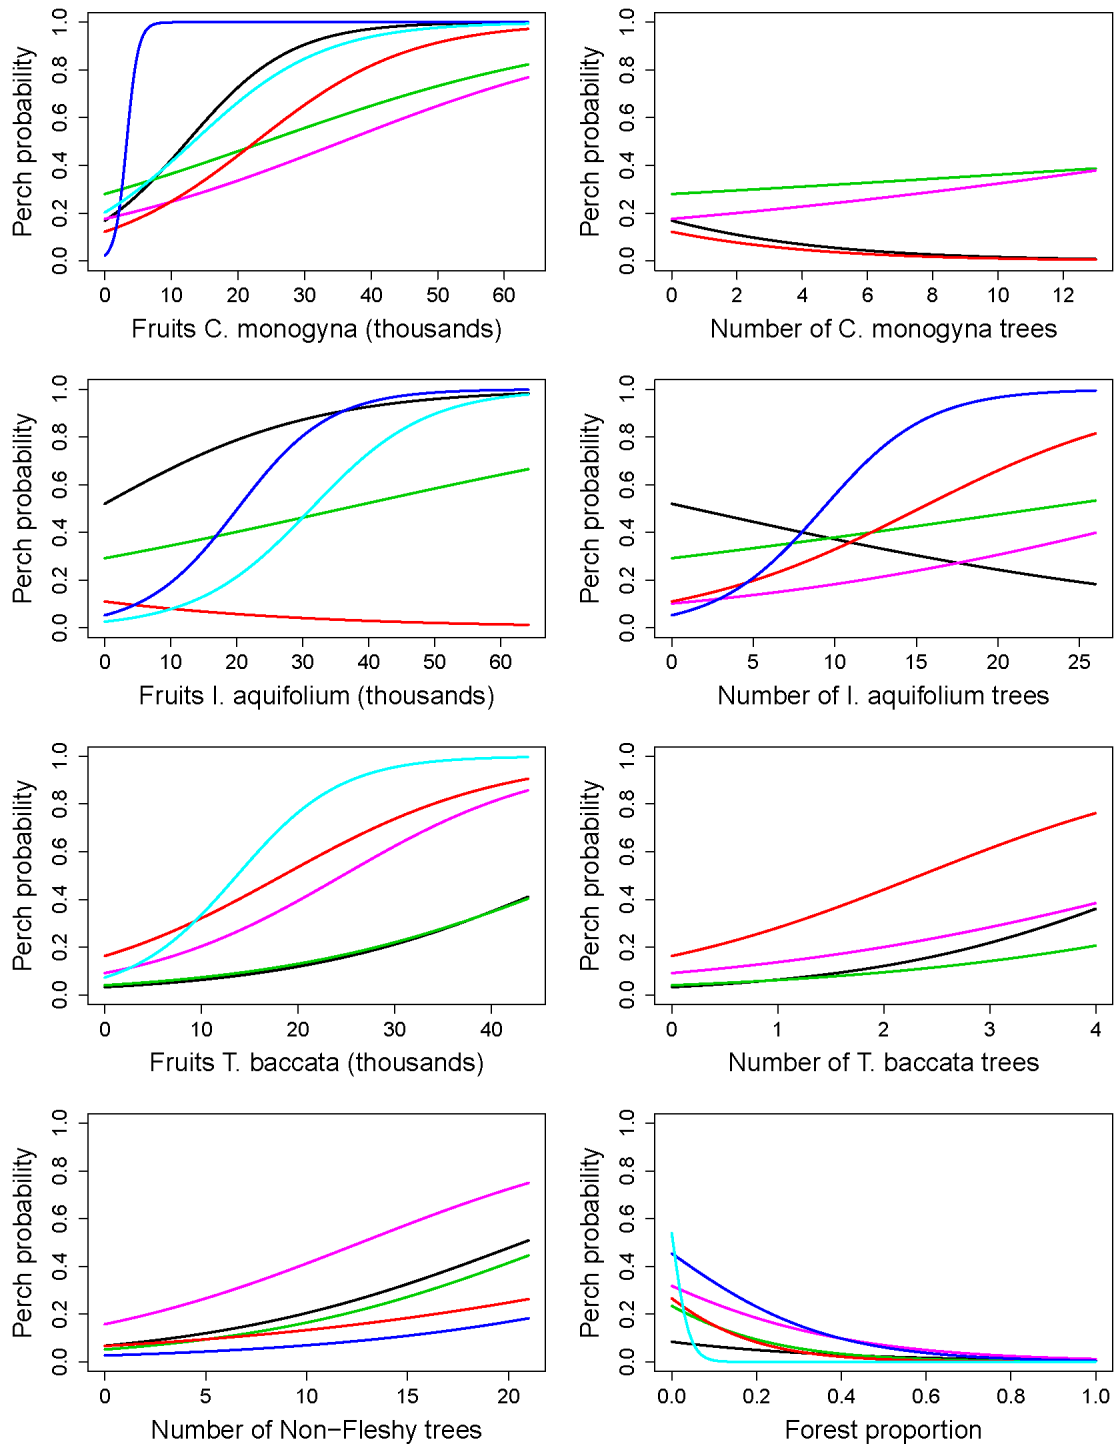 Perch probability
0.0 0.2 0.4 0.6 0.8 1.0
0 10 20 30 40 50 60
Fruits C. monogyna (thousands)
Perch probability
0.0 0.2 0.4 0.6 0.8 1.0
0 2 4 6 8 10 12
Number of C. monogyna trees
Perch probability
0.0 0.2 0.4 0.6 0.8 1.0
0 10 20 30 40 50 60
Fruits I. aquifolium (thousands)
Perch probability
0.0 0.2 0.4 0.6 0.8 1.0
0 5 10 15 20 25
Number of I. aquifolium trees
Perch probability
0.0 0.2 0.4 0.6 0.8 1.0
0 10 20 30 40
Fruits T. baccata (thousands)
Perch probability
0.0 0.2 0.4 0.6 0.8 1.0
0 1 2 3 4
Number of T. baccata trees
Perch probability
0.0 0.2 0.4 0.6 0.8 1.0
0 5 10 15 20
Number of Non−Fleshy trees
Perch probability
0.0 0.2 0.4 0.6 0.8 1.0
0.0 0.2 0.4 0.6 0.8 1.0
Forest proportion